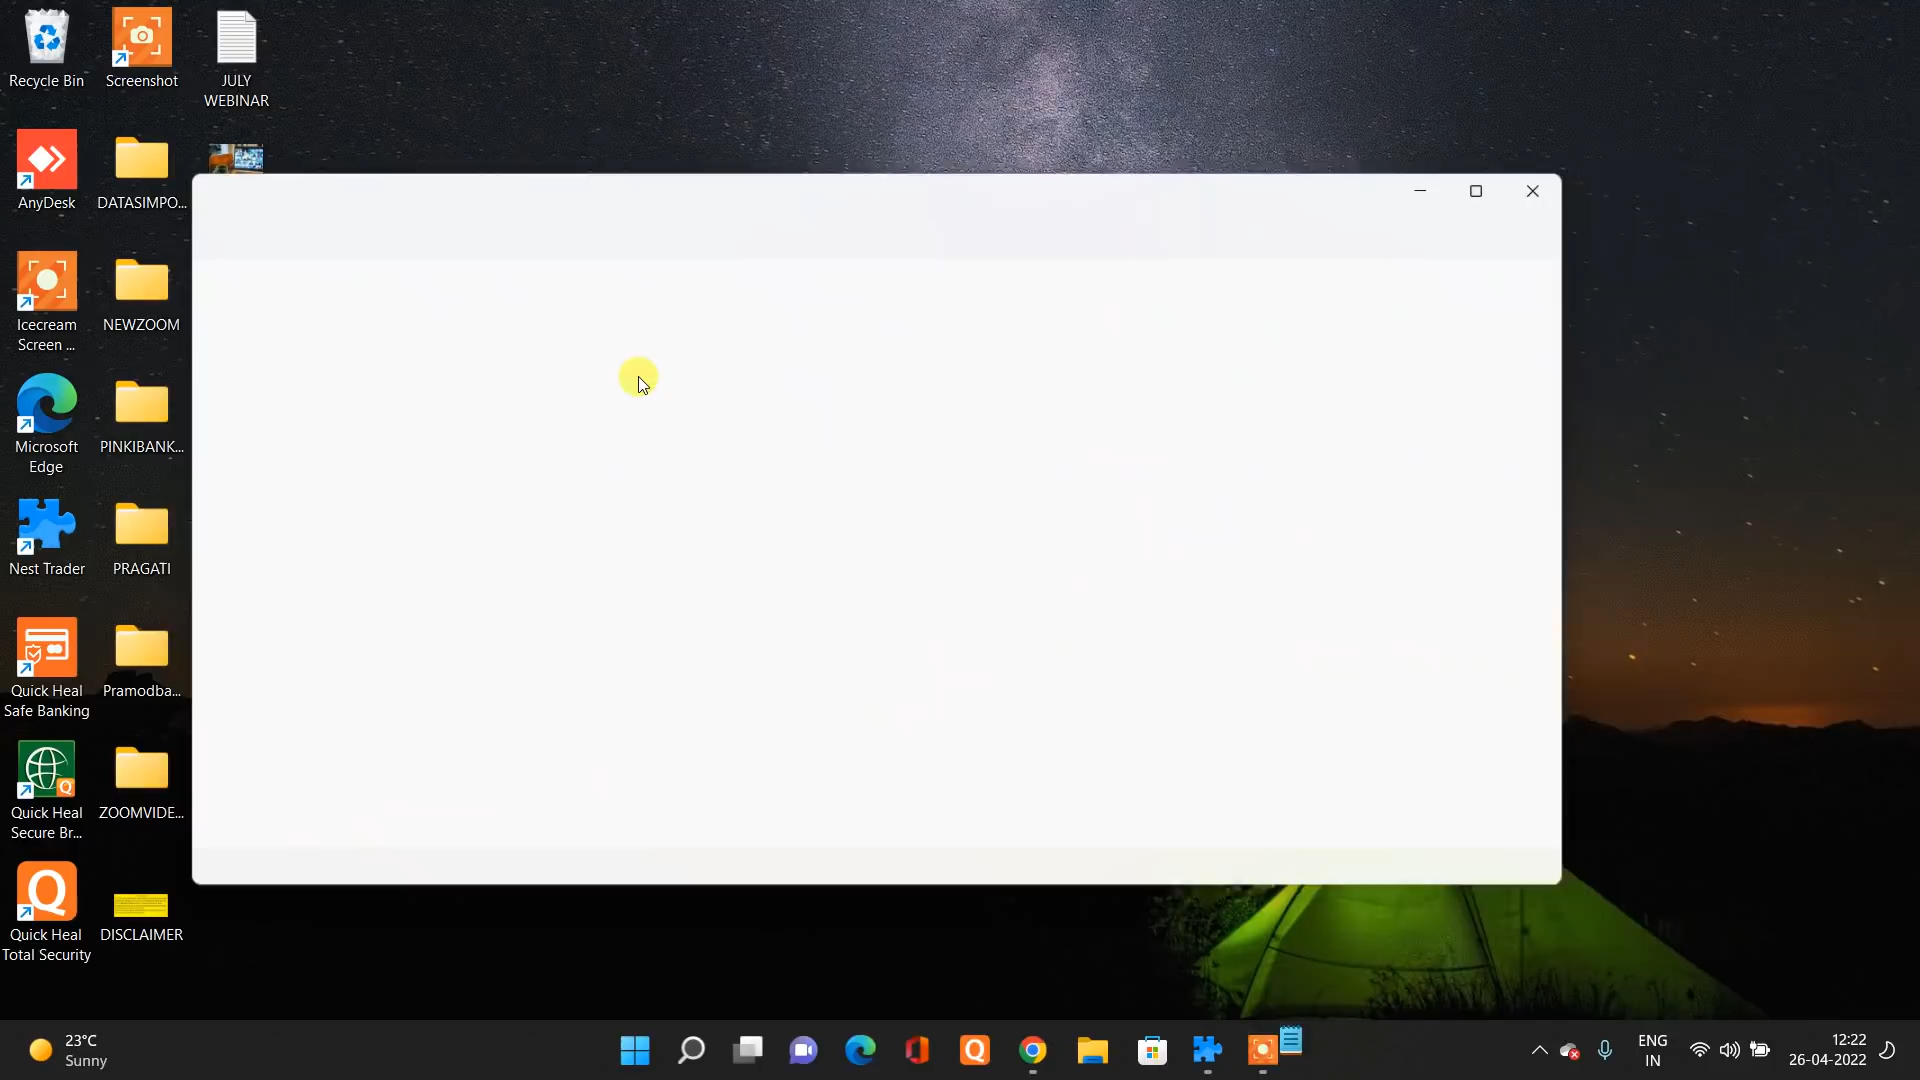 Recycle Bin
Screenshot
JULY
WEBINAR
AnyDesk
DATASIMPO...
Icecream
Screen ...
NEWZOOM
Microsoft
Edge
PINKIBANK...
Nest Trader
PRAGATI
Quick Heal
Safe Banking
Pramodba...
Quick Heal
Secure Br...
ZOOMVIDE...
Quick Heal
Total Security
DISCLAIMER
23°C
Sunny
ENG
IN
12:22
26-04-2022